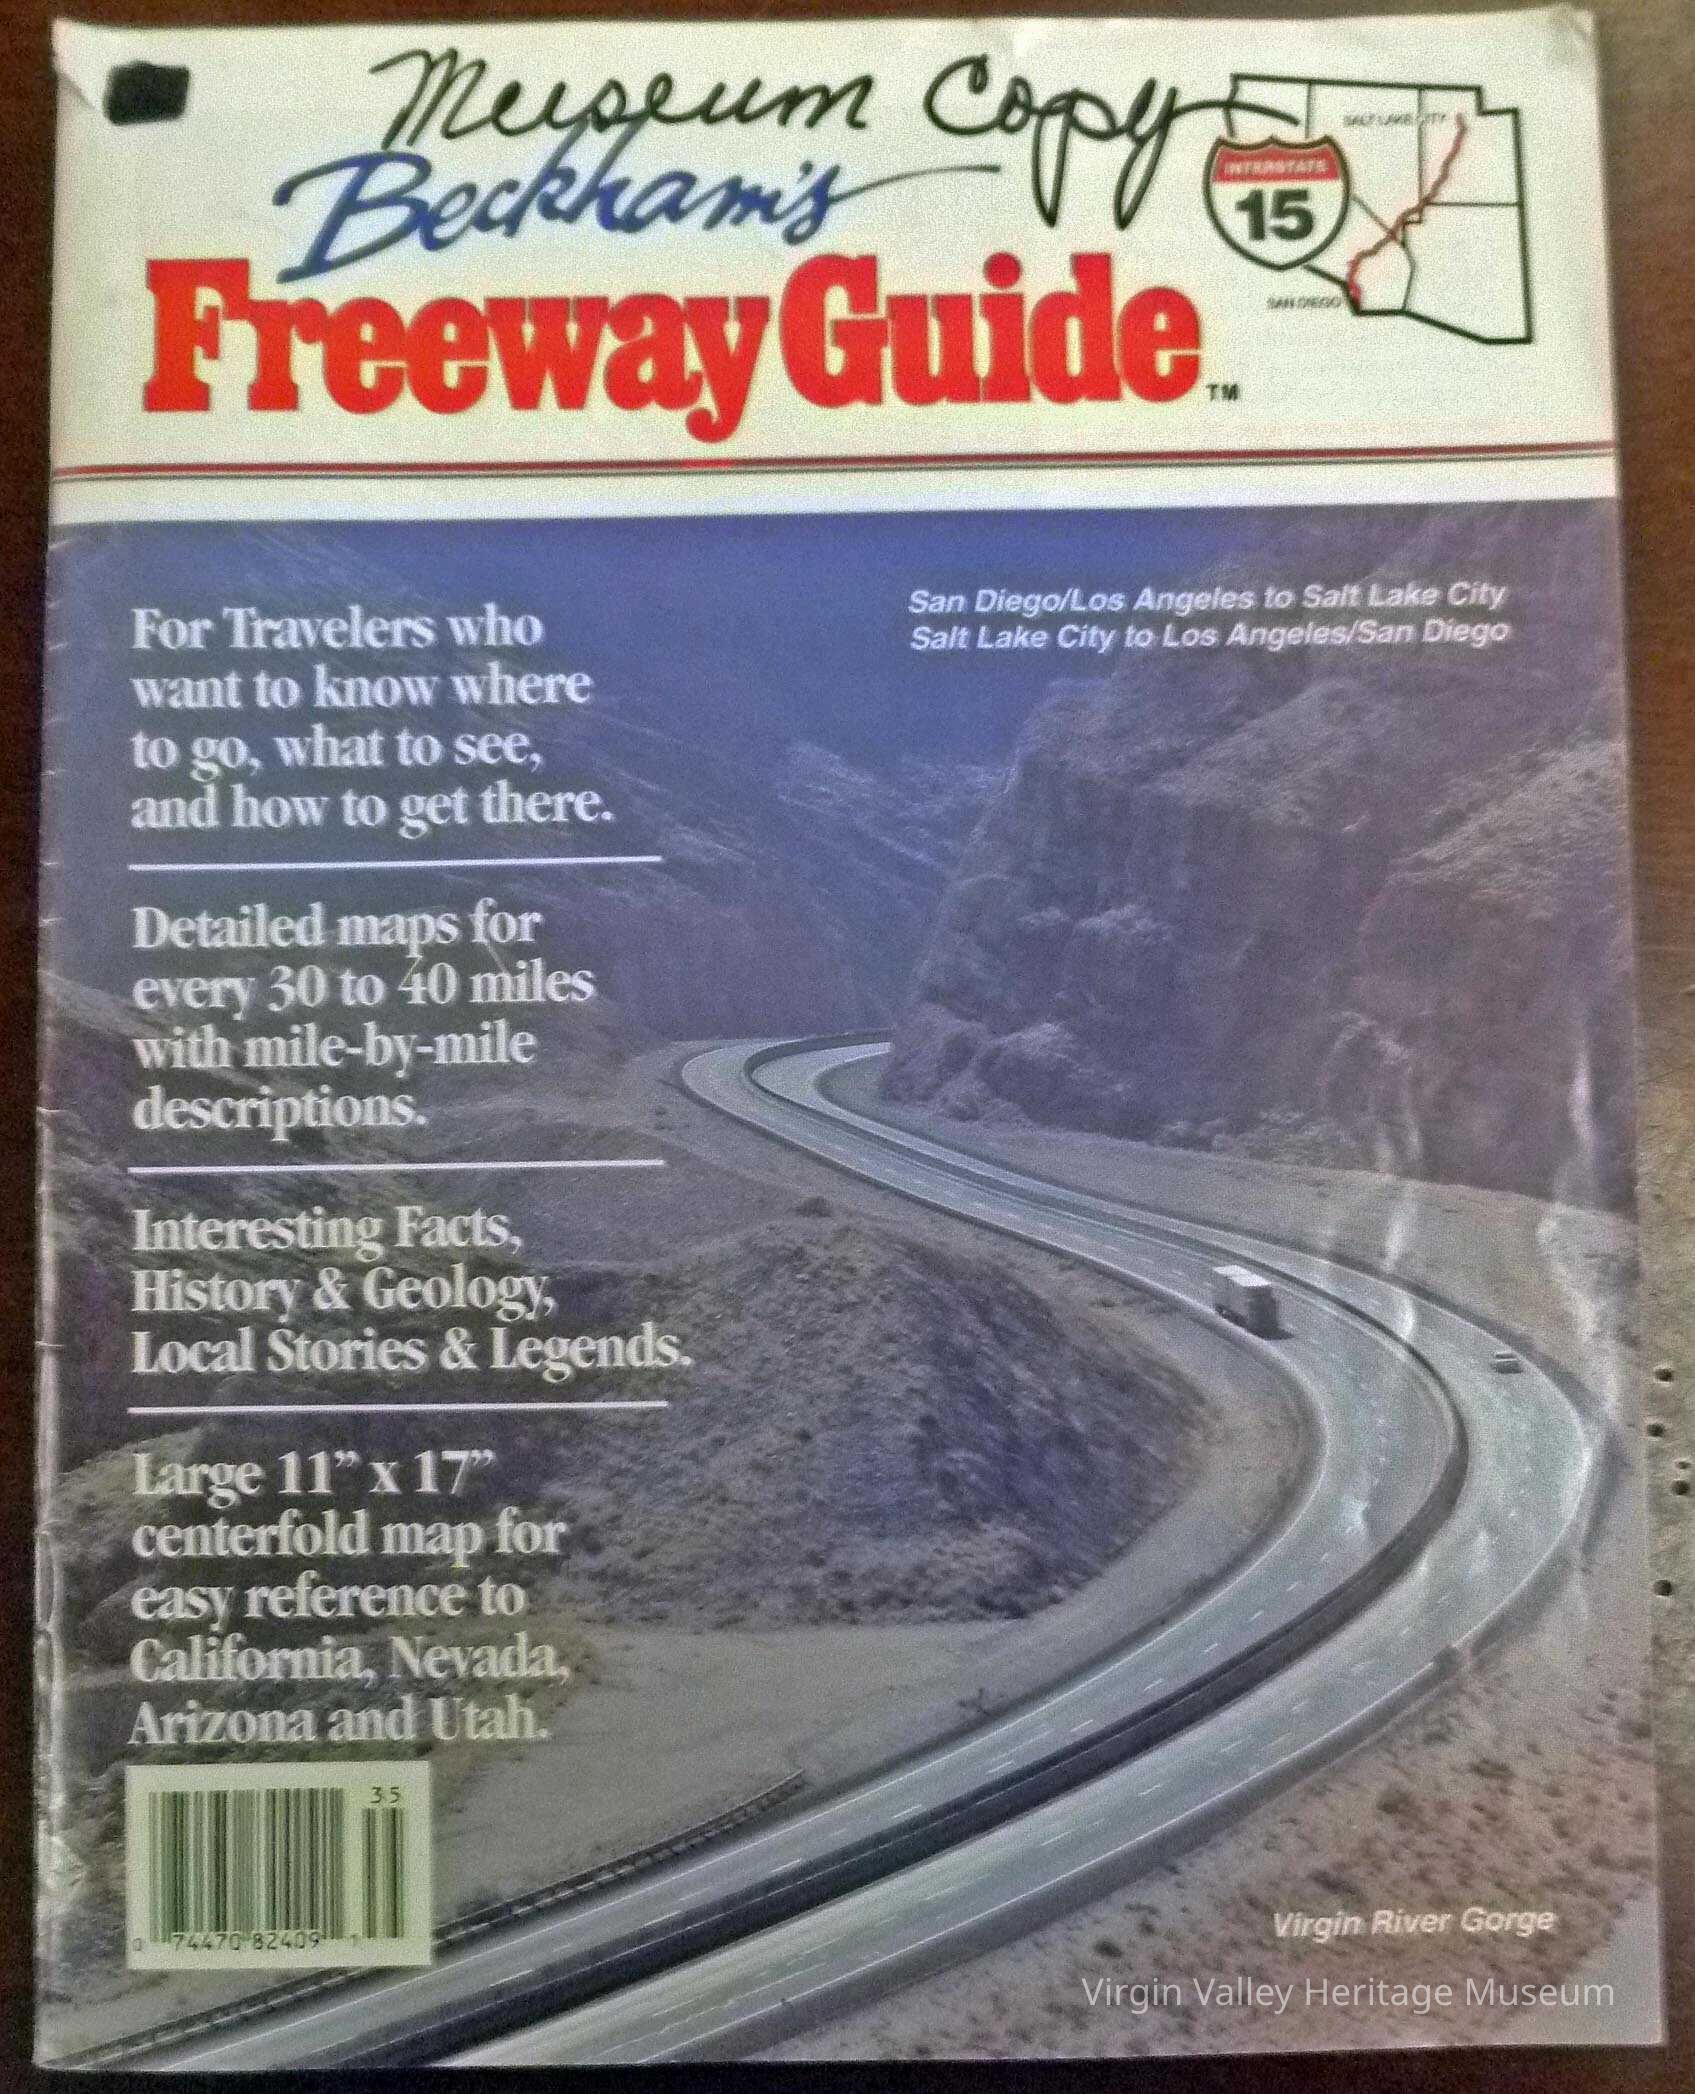 Museum Copy
Beckham's
Freeway Guide™
SALT LAKE CITY
INTERSTATE
15
SAN DIEGO
San Diego/Los Angeles to Salt Lake City
Salt Lake City to Los Angeles/San Diego
For Travelers who
want to know where
to go, what to see,
and how to get there.
Detailed maps for
every 30 to 40 miles
with mile-by-mile
descriptions.
Interesting Facts,
History & Geology,
Local Stories & Legends.
Large 11” x 17”
centerfold map for
easy reference to
California, Nevada,
Arizona and Utah.
35
0 74470 82409 1
Virgin River Gorge
Virgin Valley Heritage Museum